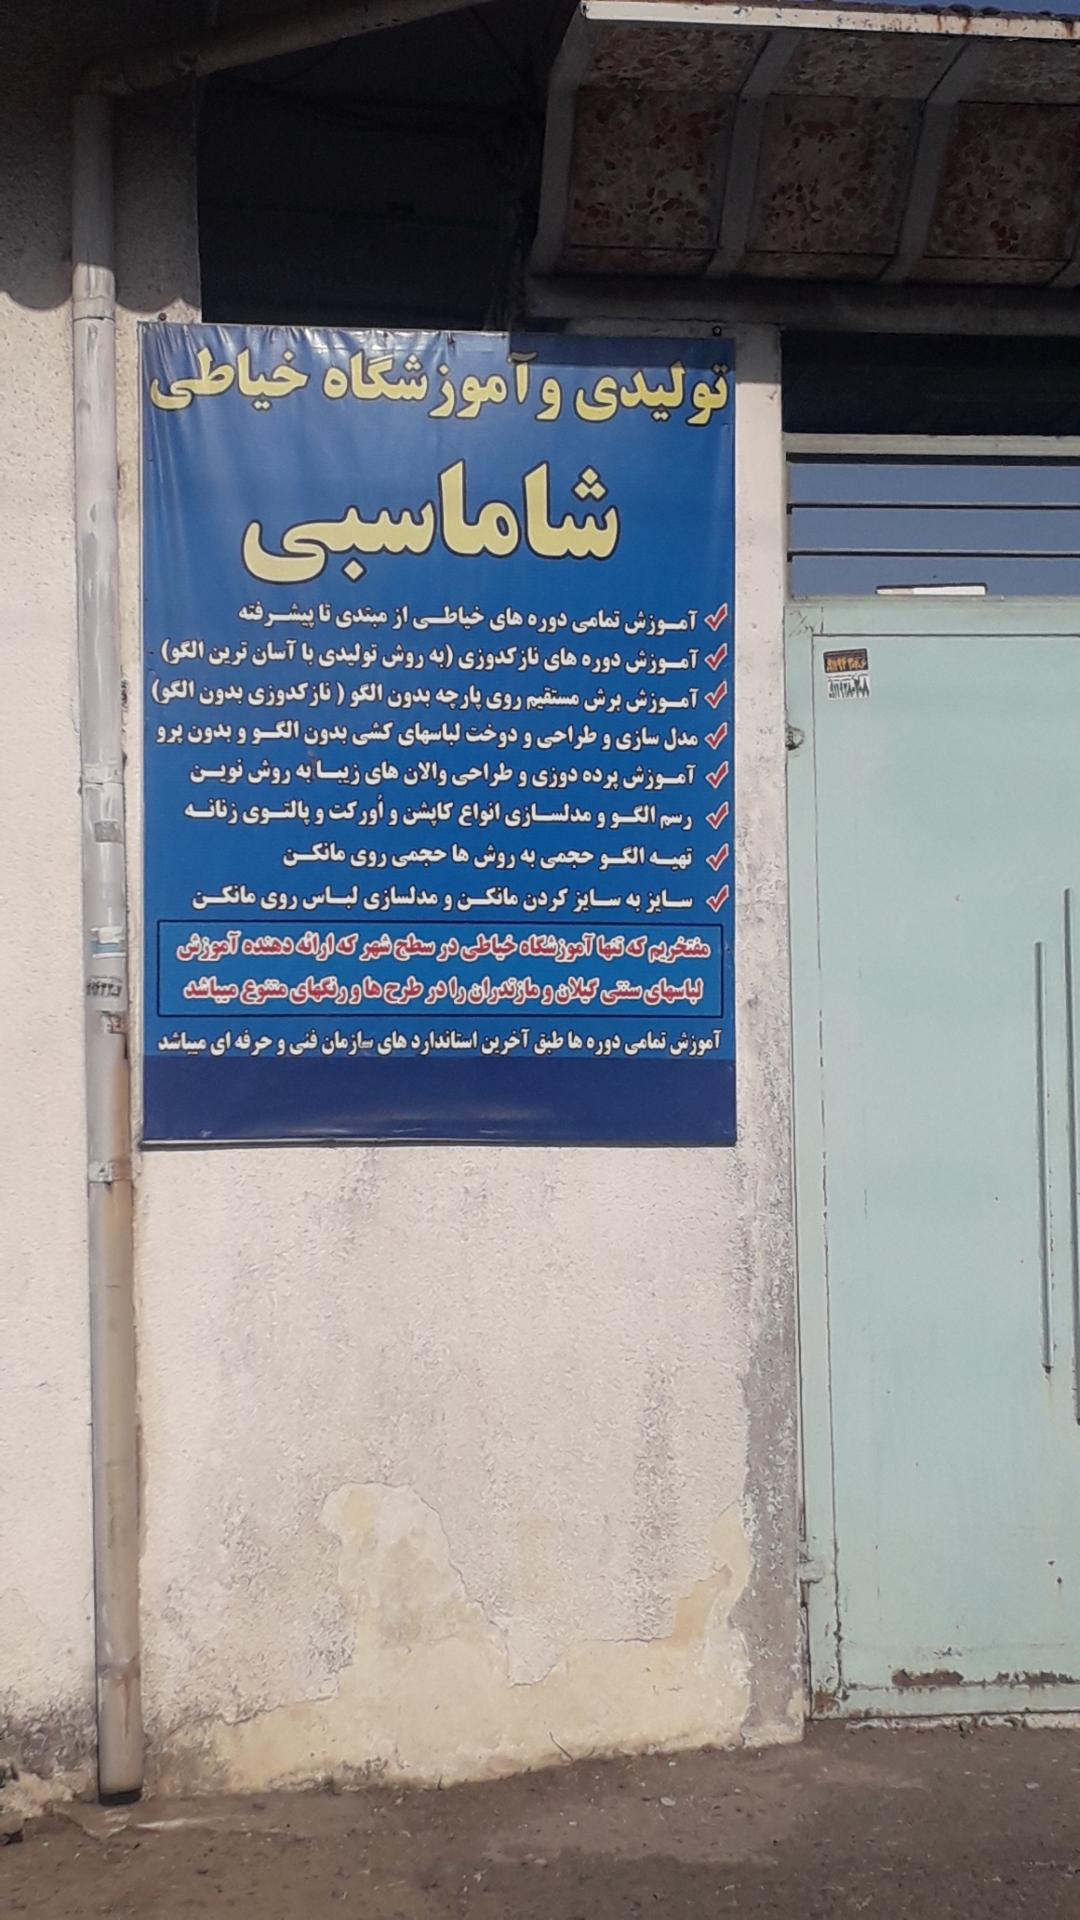 تولیدی و آموزشگاه خیاطی
شاماسبی
آموزش تمامی دوره های خیاطی از مبتدی تا پیشرفته
آموزش دوره های نازکدوزی (به روش تولیدی با آسان ترین الگو)
آموزش برش مستقیم روی پارچه بدون الگو ( نازکدوزی بدون الگو)
مدل سازی و طراحی و دوخت لباسهای کشی بدون الگو و بدون پرو
آموزش پرده دوزی و طراحی والان های زیبا به روش نوین
رسم الگو و مدلسازی انواع کاپشن و اُورکت و پالتوی زنانه
تهیه الگو حجمی به روش ها حجمی روی مانکن
سایز به سایز کردن مانکن و مدلسازی لباس روی مانکن
مفتخریم که تنها آموزشگاه خیاطی در سطح شهر که ارائه دهنده آموزش
لباسهای سنتی گیلان و مازندران را در طرح ها و رنگهای متنوع میباشد
آموزش تمامی دوره ها طبق آخرین استاندارد های سازمان فنی و حرفه ای میباشد